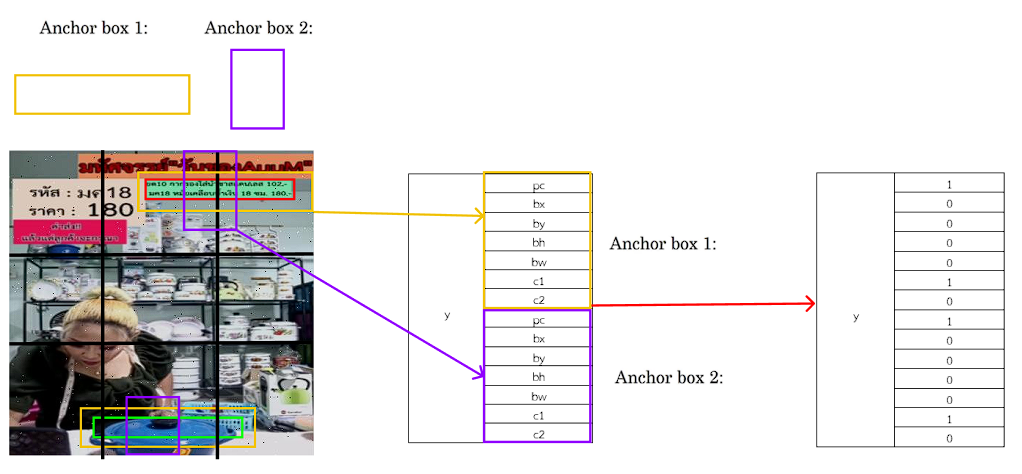 Anchor box 1: Anchor box 2:
รหัส : มค 18
ราคา : 180
pc
bx
by
bh
bw
c1
c2
pc
bx
by
bh
bw
c1
c2
y
Anchor box 1:
Anchor box 2:
y
1
0
0
0
0
1
0
1
0
0
0
0
1
0